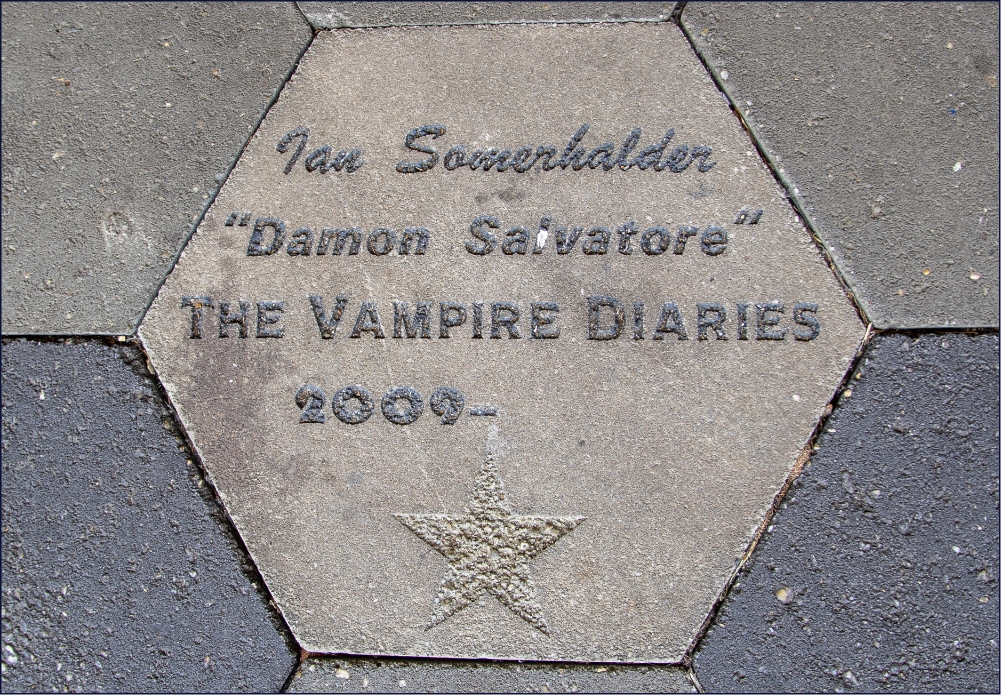 Ian Somerhalder
"Damon Salvatore"
THE VAMPIRE DIARIES
2009–